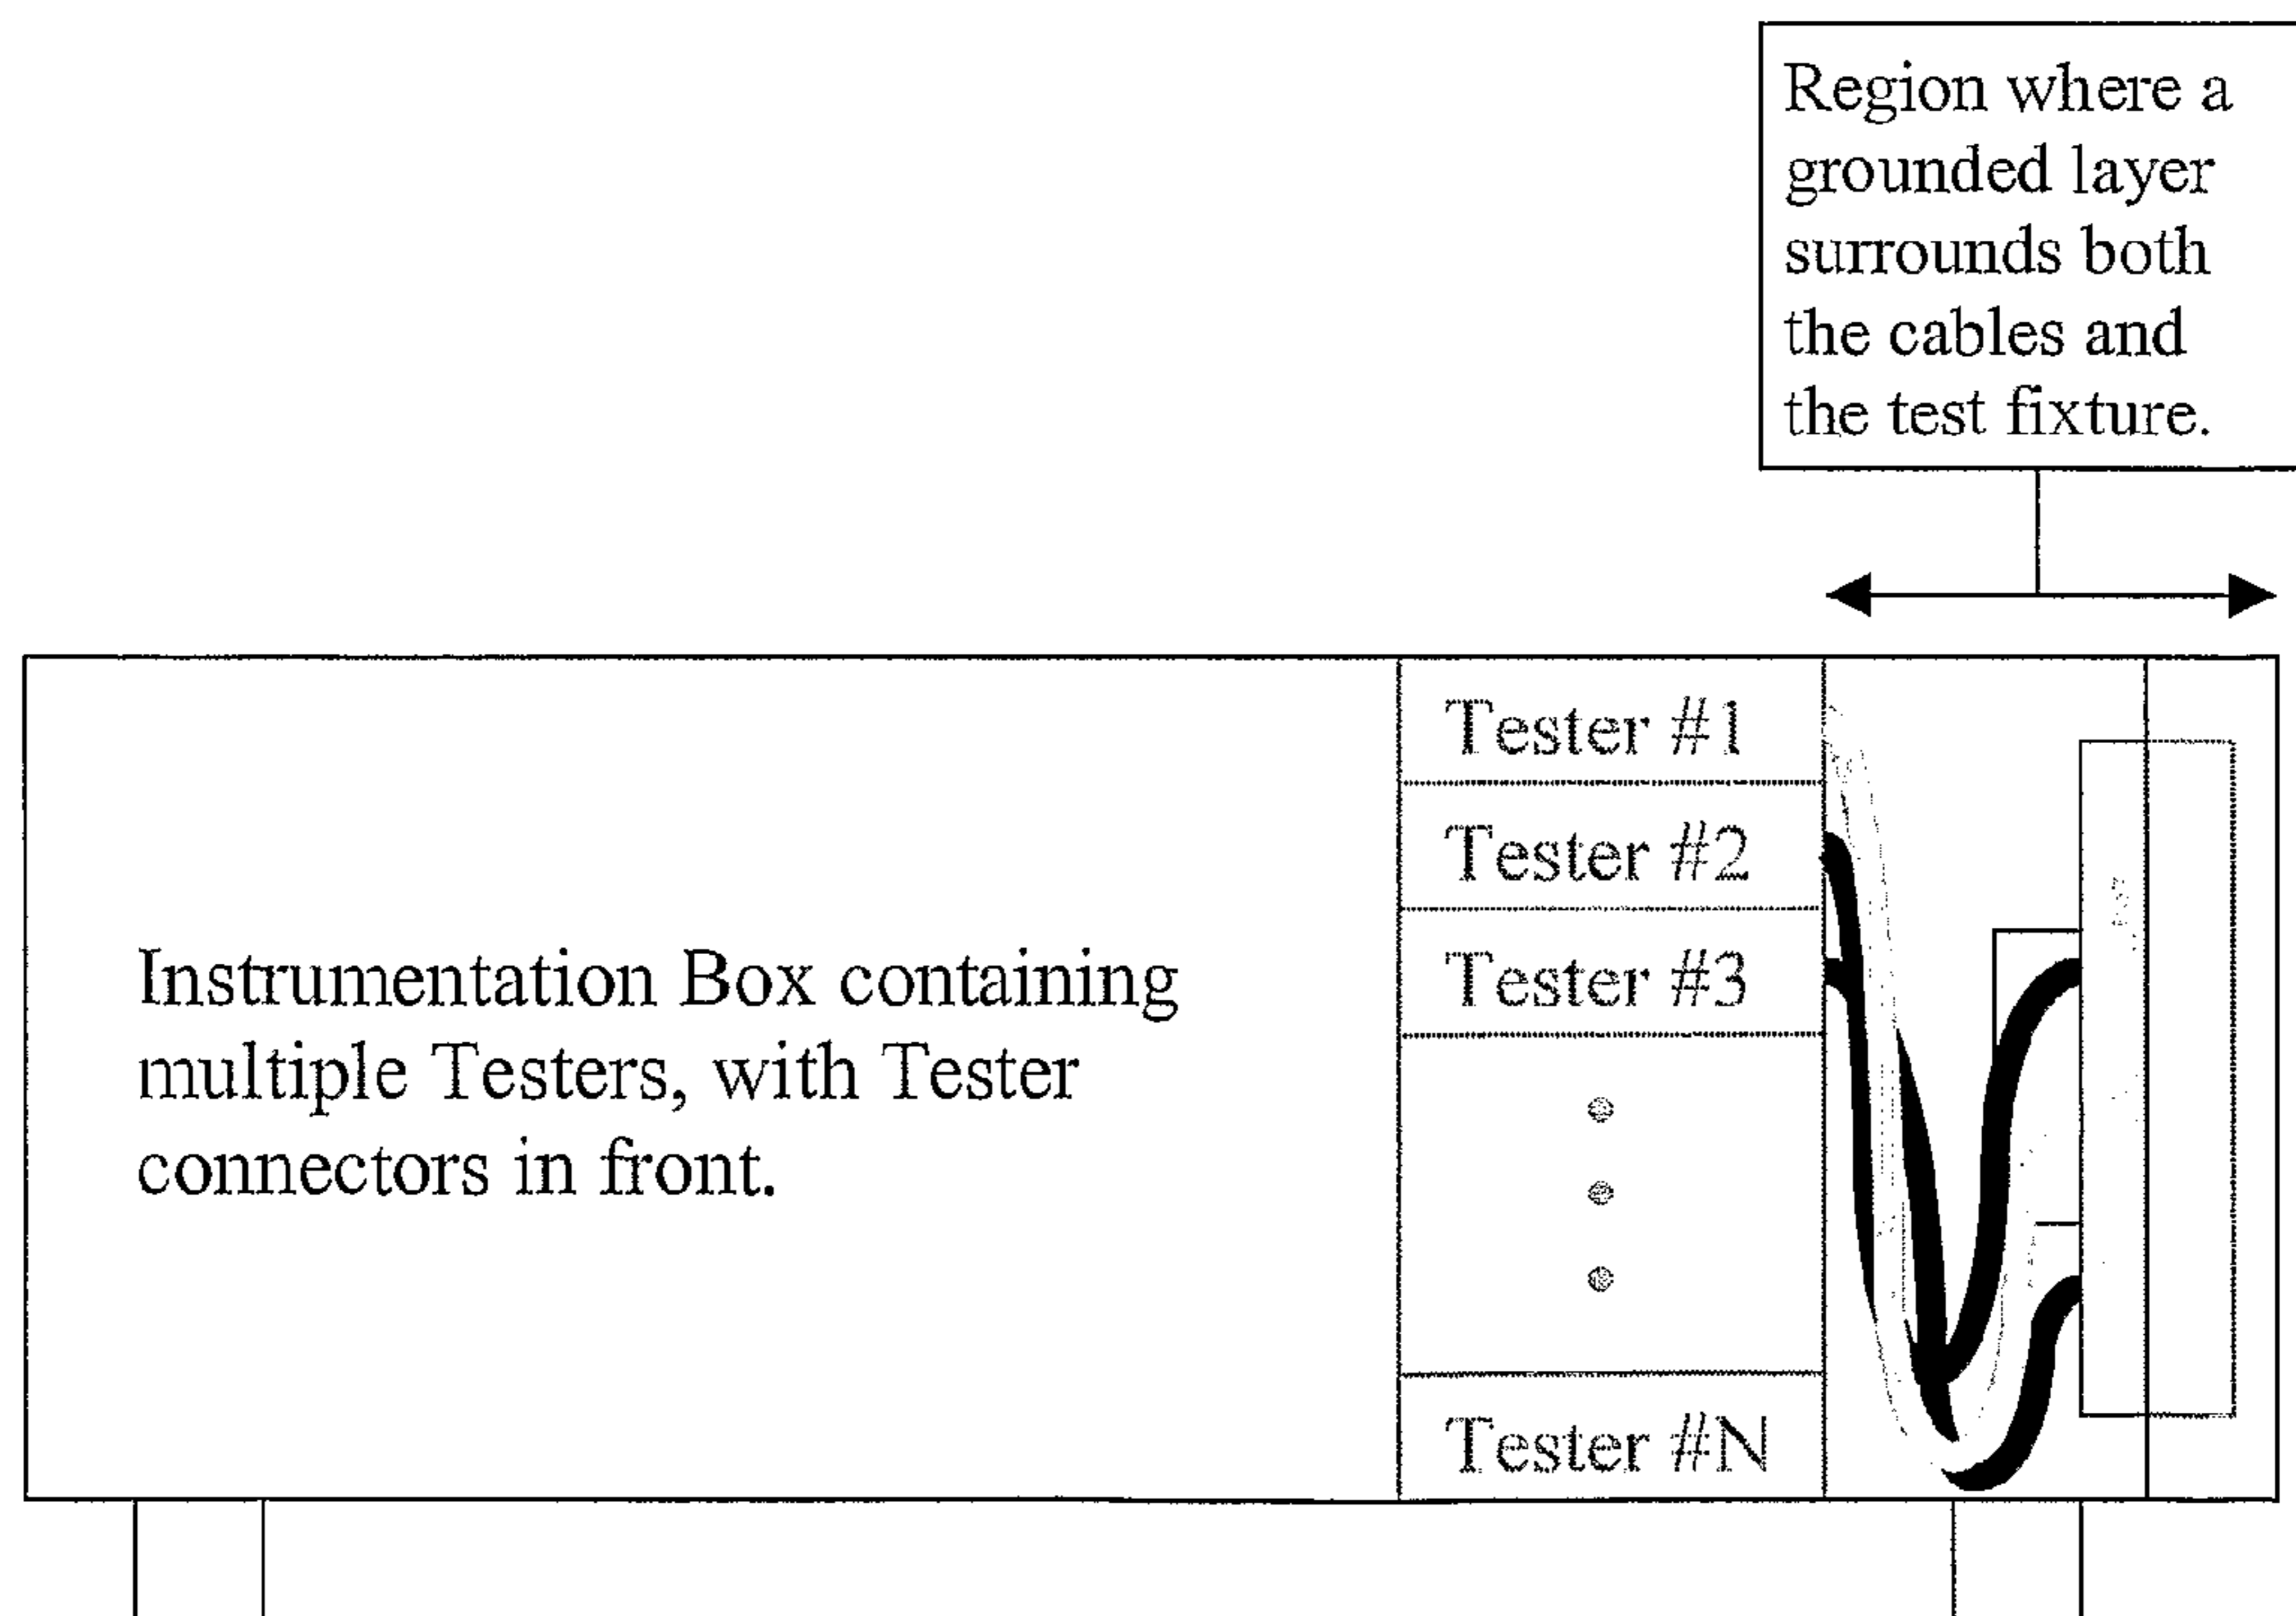 Region where a
grounded layer
surrounds both
the cables and
the test fixture.
Tester #1
Tester #2
Tester #3
Tester #N
Instrumentation Box containing
multiple Testers, with Tester
connectors in front.